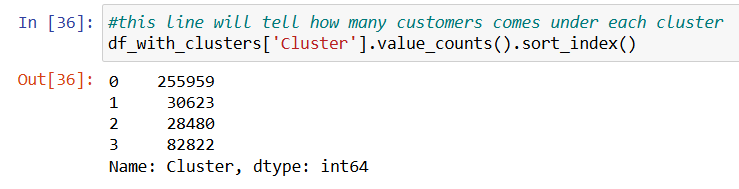 In [36]: #this line will tell how many customers comes under each cluster
df_with_clusters['Cluster'].value_counts().sort_index()
Out[36]: 0    255959
1     30623
2     28480
3     82822
Name: Cluster, dtype: int64